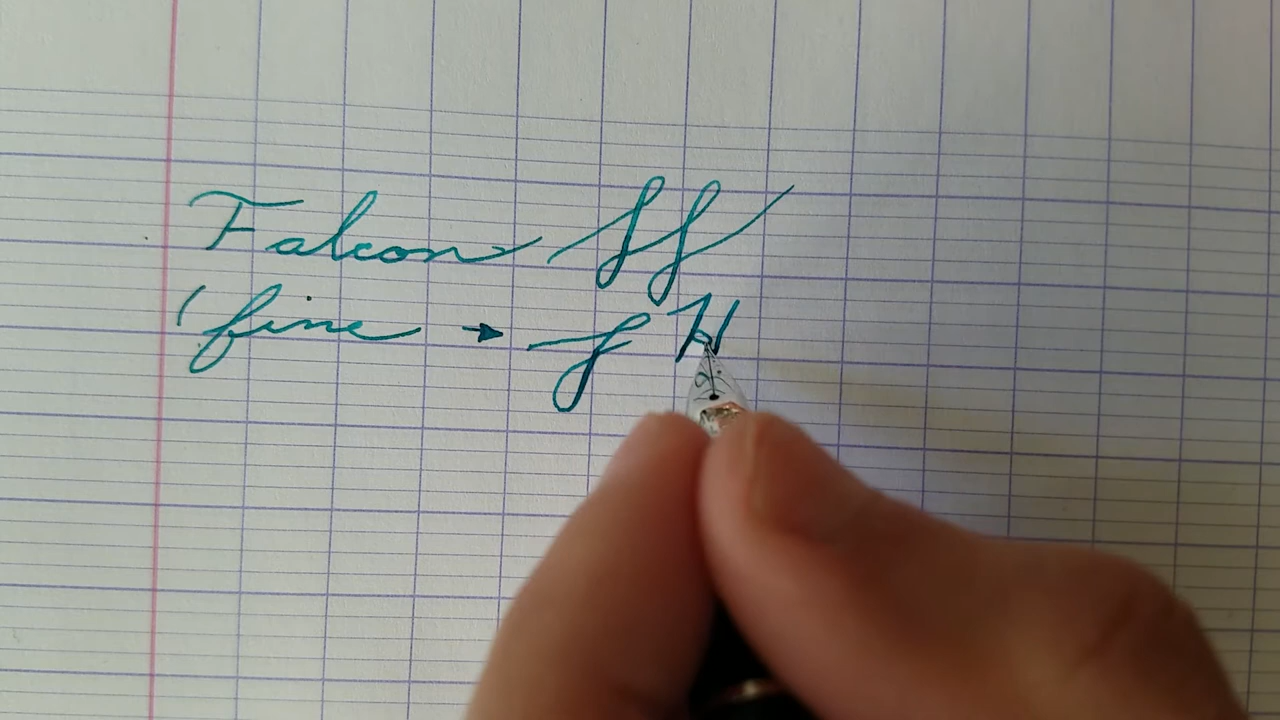 Falcon ff
(fine → f H